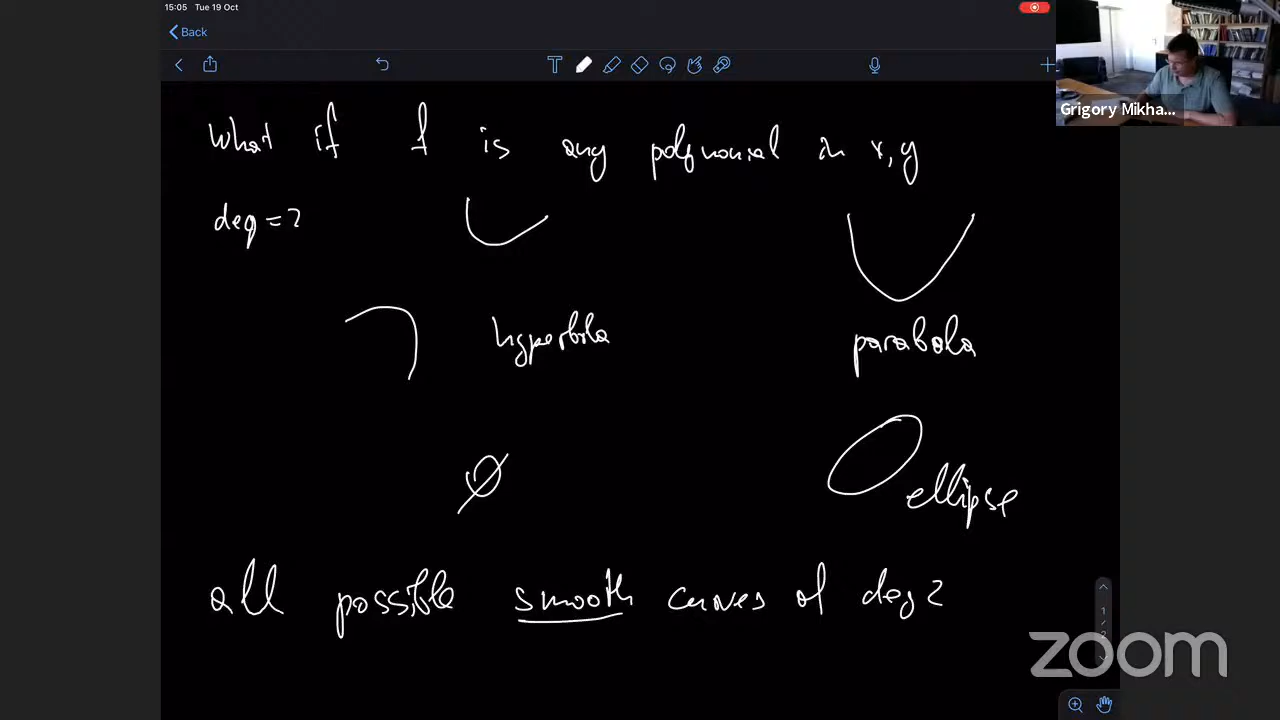 15:05 Tue 19 Oct
Back
Grigory Mikha...
What if f is any polynomial in x, y
deg = 2
hyperbola
parabola
∅
ellipse
all possible smooth curves of deg 2
zoom